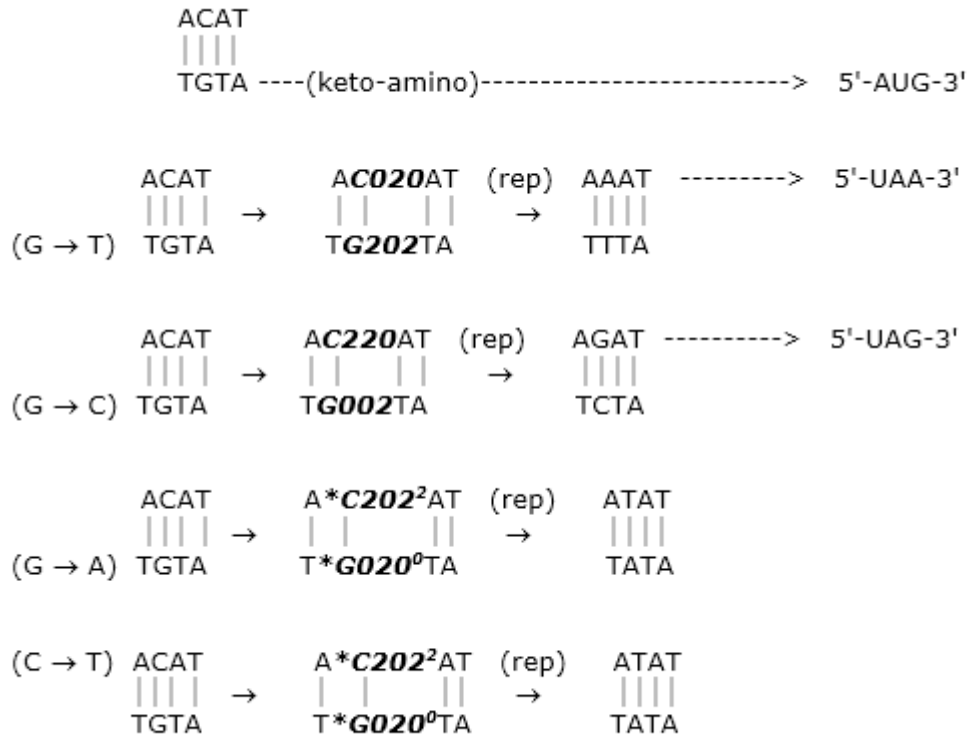 ACAT
TGTA ----(keto-amino)--------------------------> 5'-AUG-3'
ACAT AC020AT (rep) AAAT ---------> 5'-UAA-3'
→ →
(G → T) TGTA TG202TA TTTA
ACAT AC220AT (rep) AGAT ----------> 5'-UAG-3'
→ →
(G → C) TGTA TG002TA TCTA
ACAT A*C202²AT (rep) ATAT
→ →
(G → A) TGTA T*G020⁰TA TATA
(C → T) ACAT A*C202²AT (rep) ATAT
→ →
TGTA T*G020⁰TA TATA